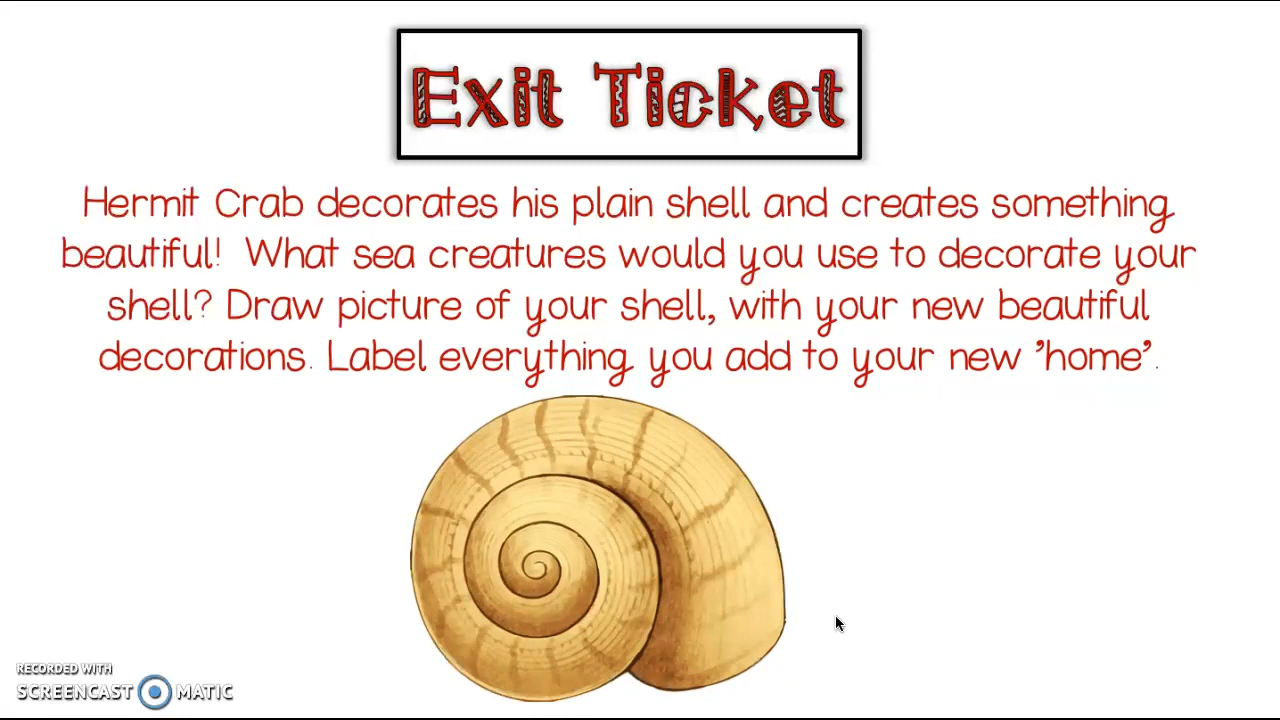 Exit Ticket
Hermit Crab decorates his plain shell and creates something
beautiful!  What sea creatures would you use to decorate your
shell? Draw picture of your shell, with your new beautiful
decorations. Label everything you add to your new 'home'.
RECORDED WITH
SCREENCAST MATIC